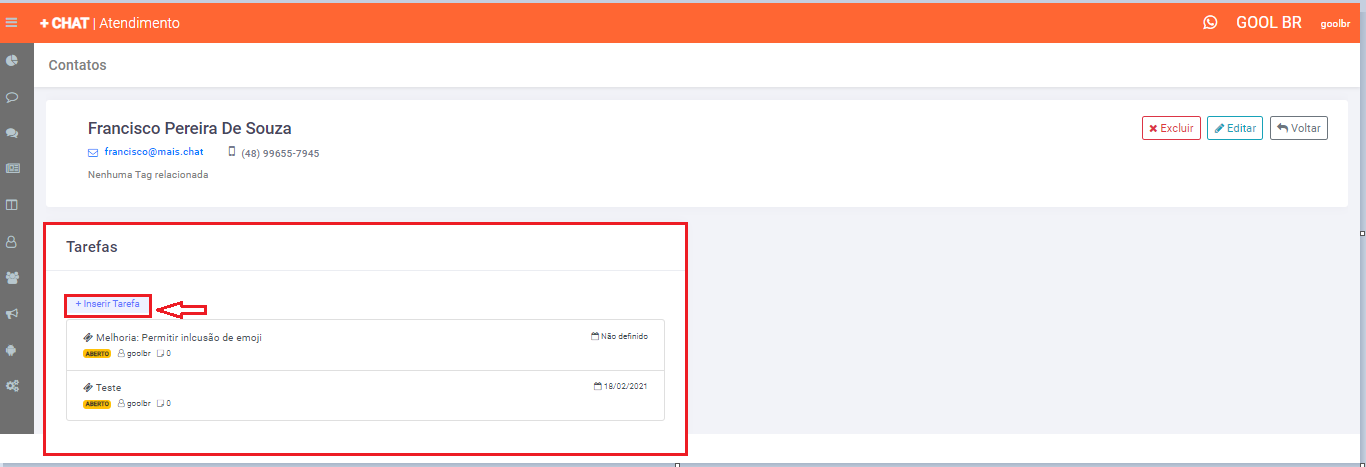 + CHAT | Atendimento
GOOL BR goolbr
Contatos
Francisco Pereira De Souza
Excluir Editar Voltar
francisco@mais.chat (48) 99655-7945
Nenhuma Tag relacionada
Tarefas
+ Inserir Tarefa
Melhoria: Permitir inlcusão de emoji Não definido
ABERTO goolbr 0
Teste 18/02/2021
ABERTO goolbr 0